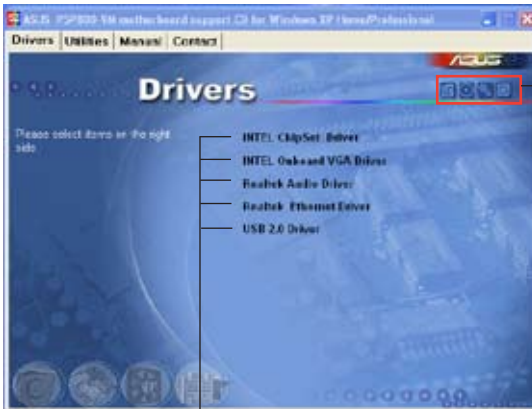 ASUS P5P800-VM motherboard support CD for Windows XP Home/Professional
Drivers Utilities Manual Contact
ASUS
Drivers
Please select items on the right
side
INTEL ChipSet Driver
INTEL Onboard VGA Driver
Realtek Audio Driver
Realtek Ethernet Driver
USB 2.0 Driver